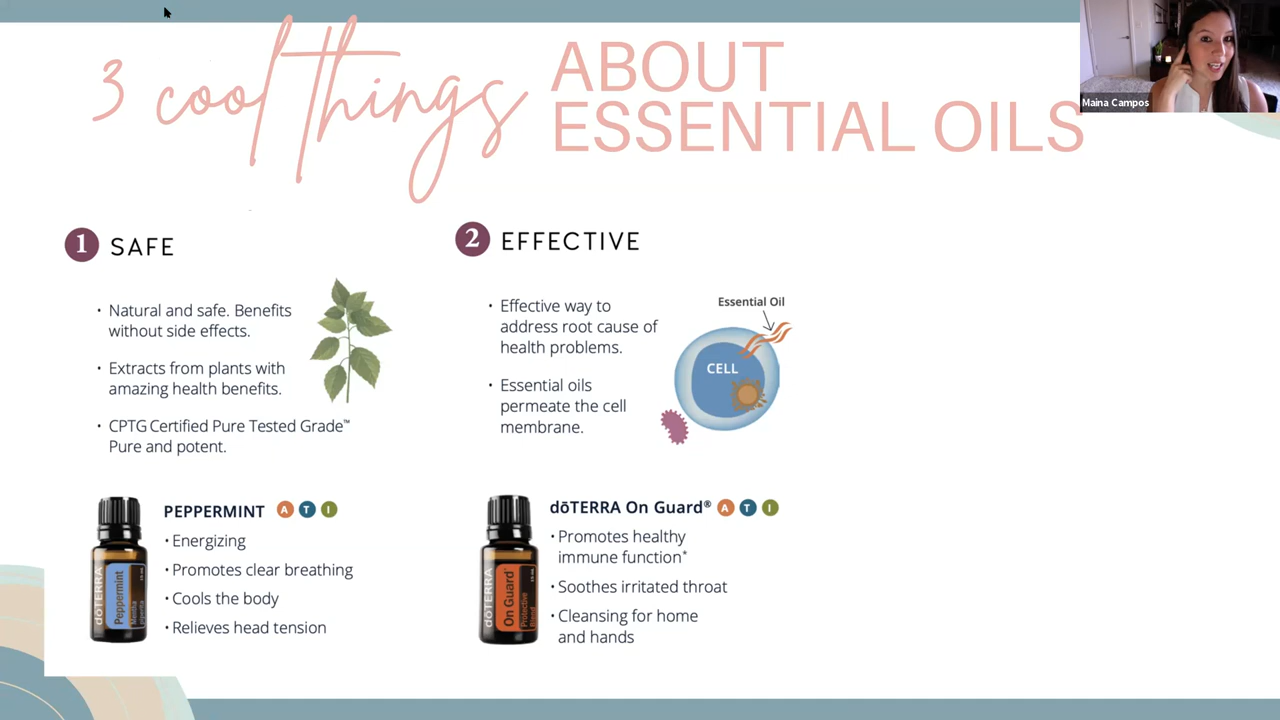 3 cool things ABOUT
ESSENTIAL OILS
Maina Campos
1 SAFE
• Natural and safe. Benefits
without side effects.
• Extracts from plants with
amazing health benefits.
• CPTG Certified Pure Tested Grade™
Pure and potent.
dōTERRA
Peppermint
Mentha
piperita
PEPPERMINT A T I
• Energizing
• Promotes clear breathing
• Cools the body
• Relieves head tension
2 EFFECTIVE
• Effective way to
address root cause of
health problems.
• Essential oils
permeate the cell
membrane.
Essential Oil
CELL
dōTERRA
On Guard®
Protective
Blend
dōTERRA On Guard® A T I
• Promotes healthy
immune function*
• Soothes irritated throat
• Cleansing for home
and hands